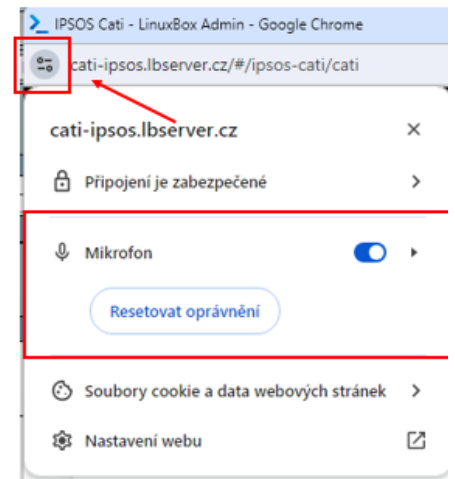 IPSOS Cati - LinuxBox Admin - Google Chrome
cati-ipsos.lbserver.cz/#/ipsos-cati/cati
cati-ipsos.lbserver.cz
Připojení je zabezpečené
Mikrofon
Resetovat oprávnění
Soubory cookie a data webových stránek
Nastavení webu